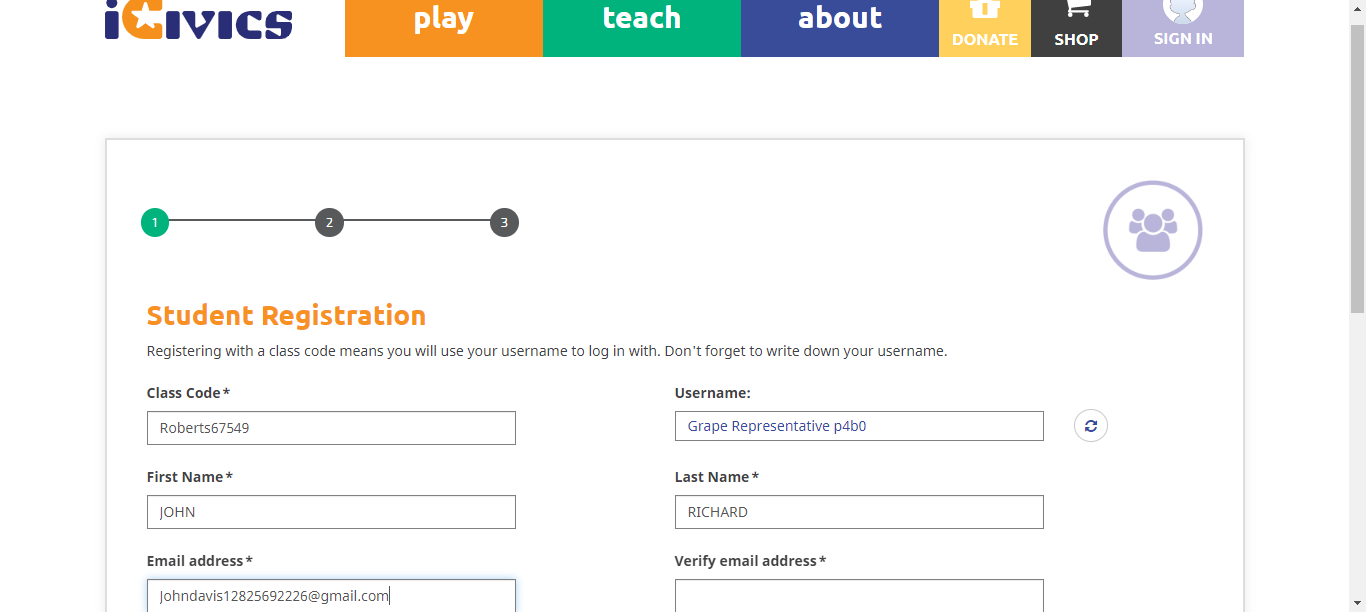 iCivics
play
teach
about
DONATE
SHOP
SIGN IN
1
2
3
Student Registration
Registering with a class code means you will use your username to log in with. Don't forget to write down your username.
Class Code*
Username:
Roberts67549
Grape Representative p4b0
First Name*
Last Name*
JOHN
RICHARD
Email address*
Verify email address*
Johndavis12825692226@gmail.com